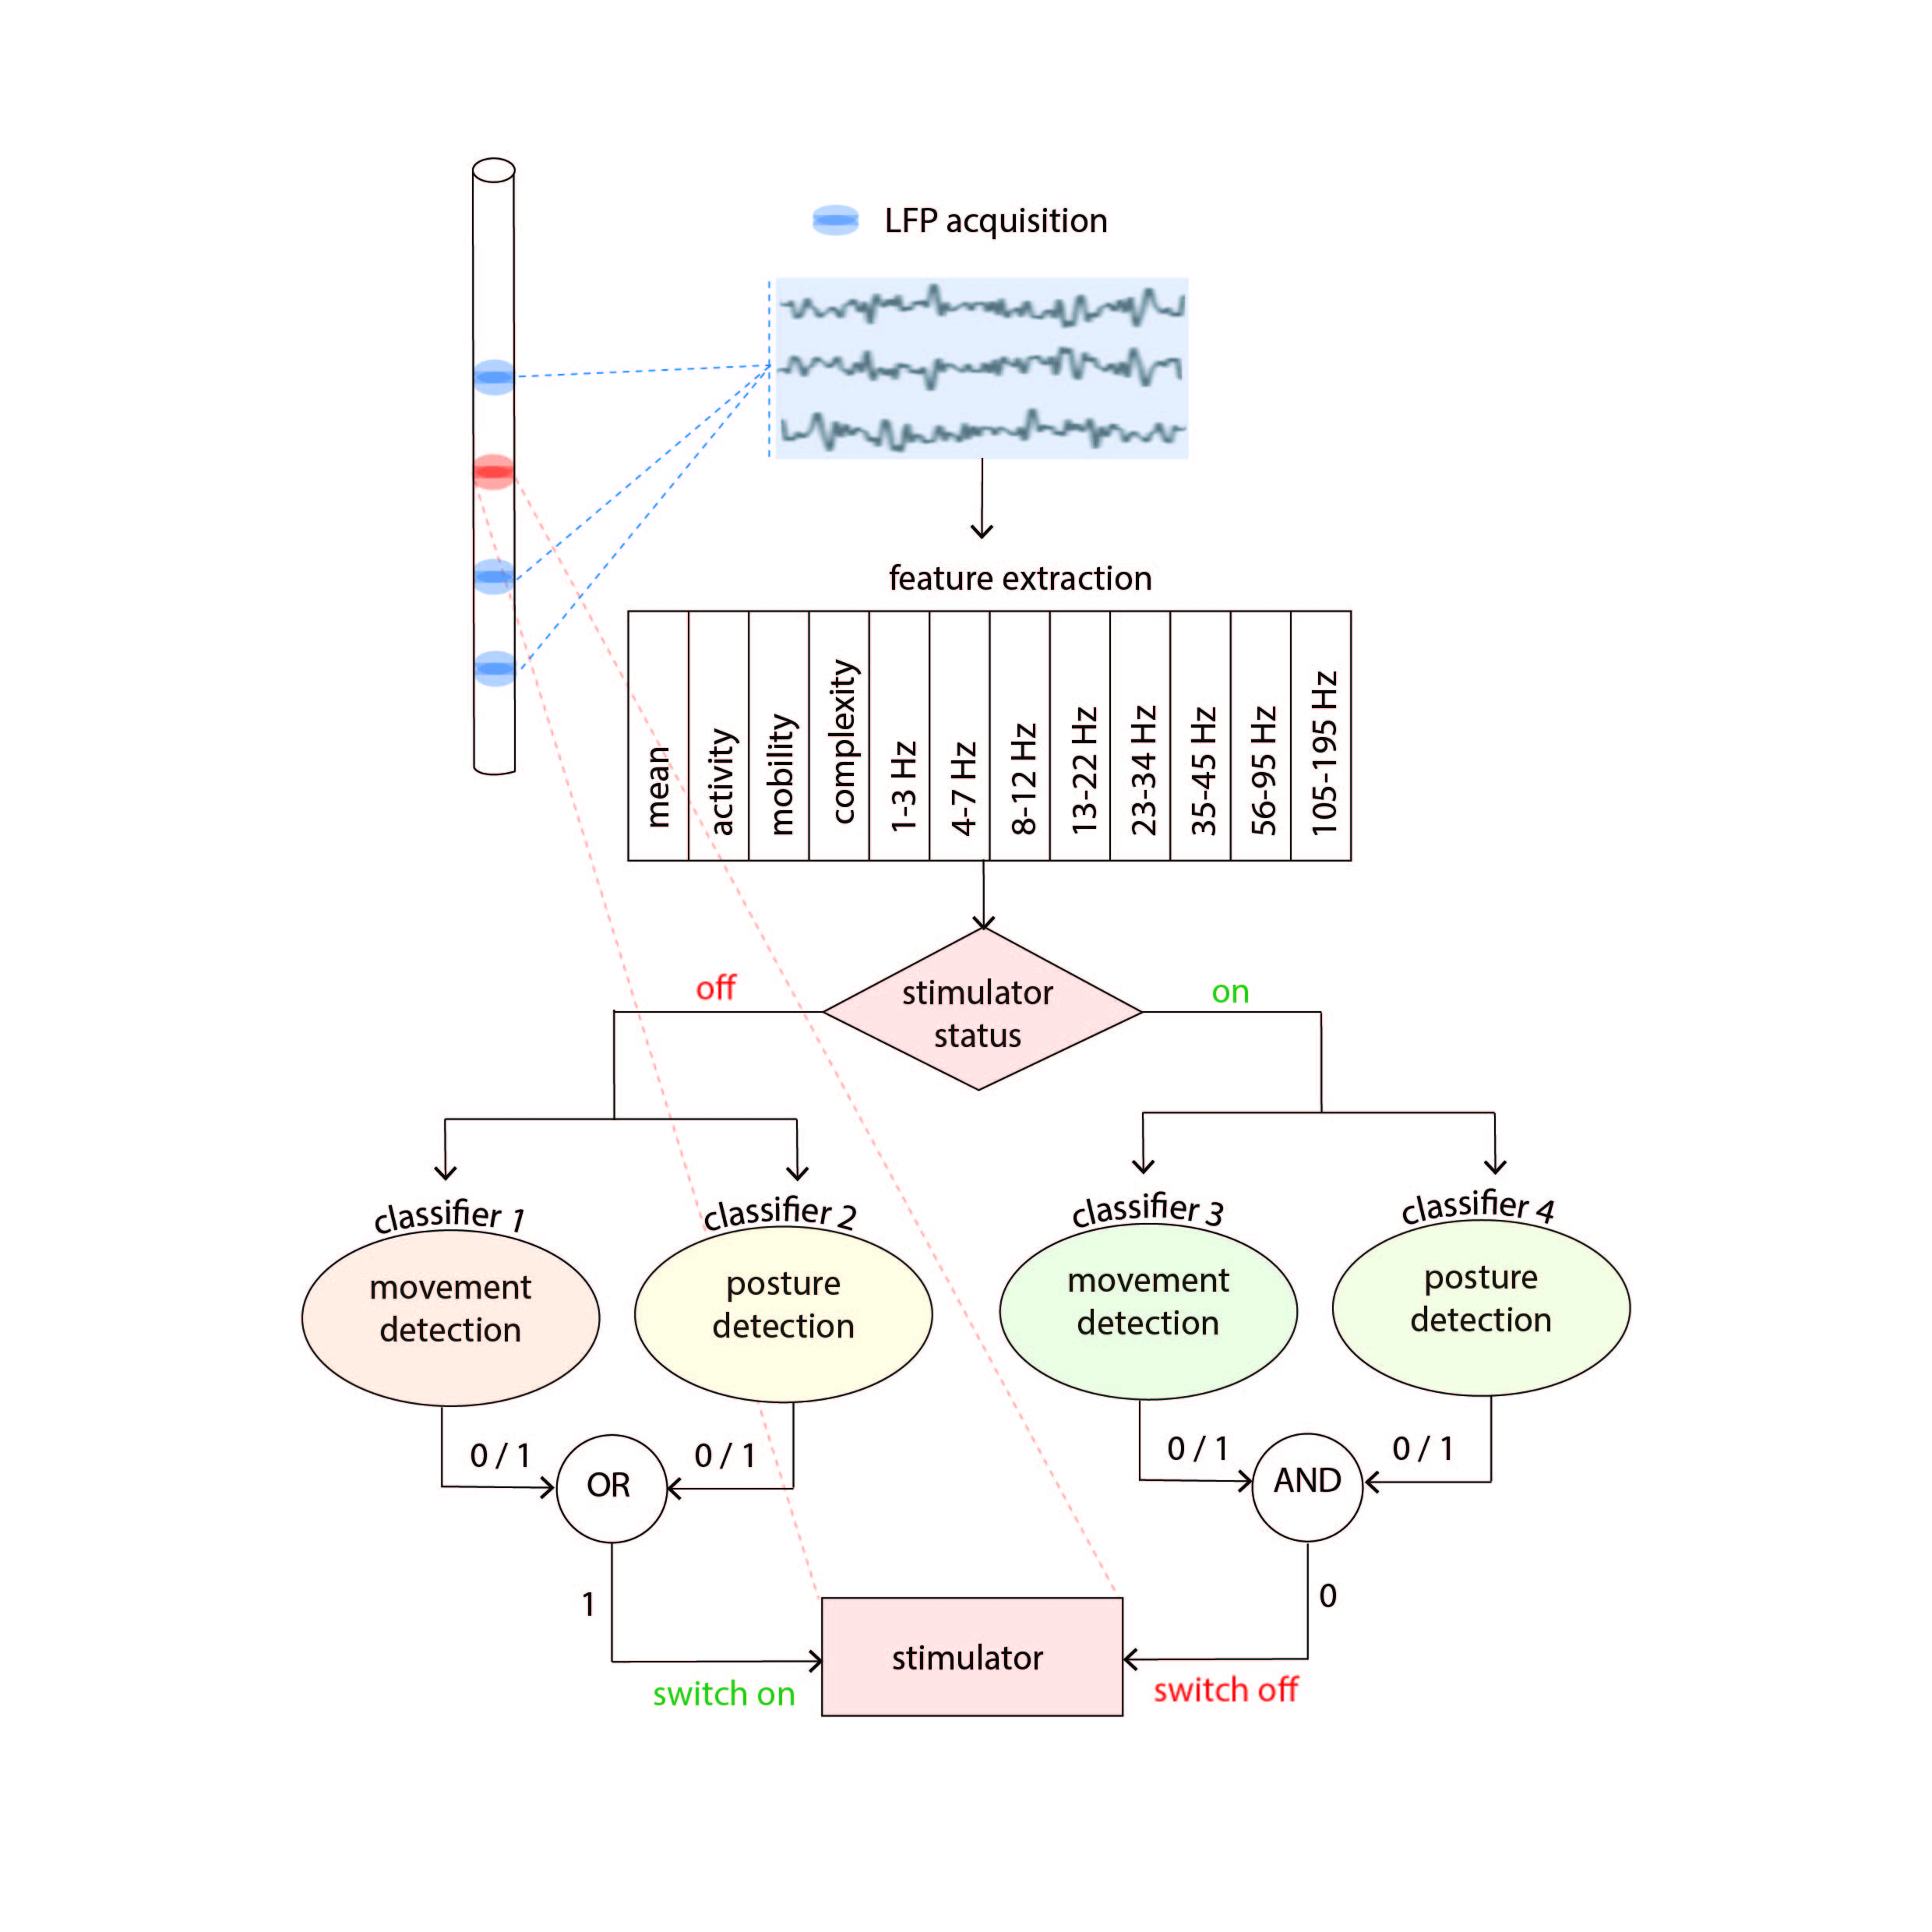 LFP acquisition
feature extraction
mean
activity
mobility
complexity
1-3 Hz
4-7 Hz
8-12 Hz
13-22 Hz
23-34 Hz
35-45 Hz
56-95 Hz
105-195 Hz
stimulator
status
off
on
classifier 1
movement
detection
classifier 2
posture
detection
classifier 3
movement
detection
classifier 4
posture
detection
0 / 1
OR
0 / 1
0 / 1
AND
0 / 1
1
0
stimulator
switch on
switch off